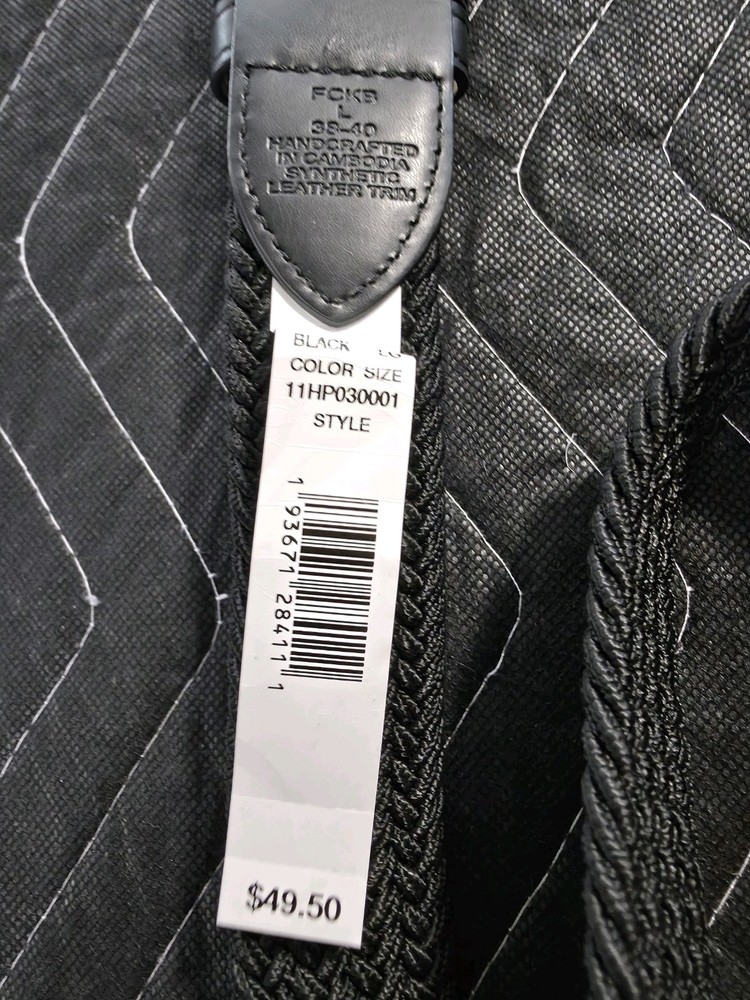 FCKB
L
38-40
HANDCRAFTED
IN CAMBODIA
SYNTHETIC
LEATHER TRIM
BLACK LG
COLOR SIZE
11HP030001
STYLE
1 93671 28411 1
$49.50